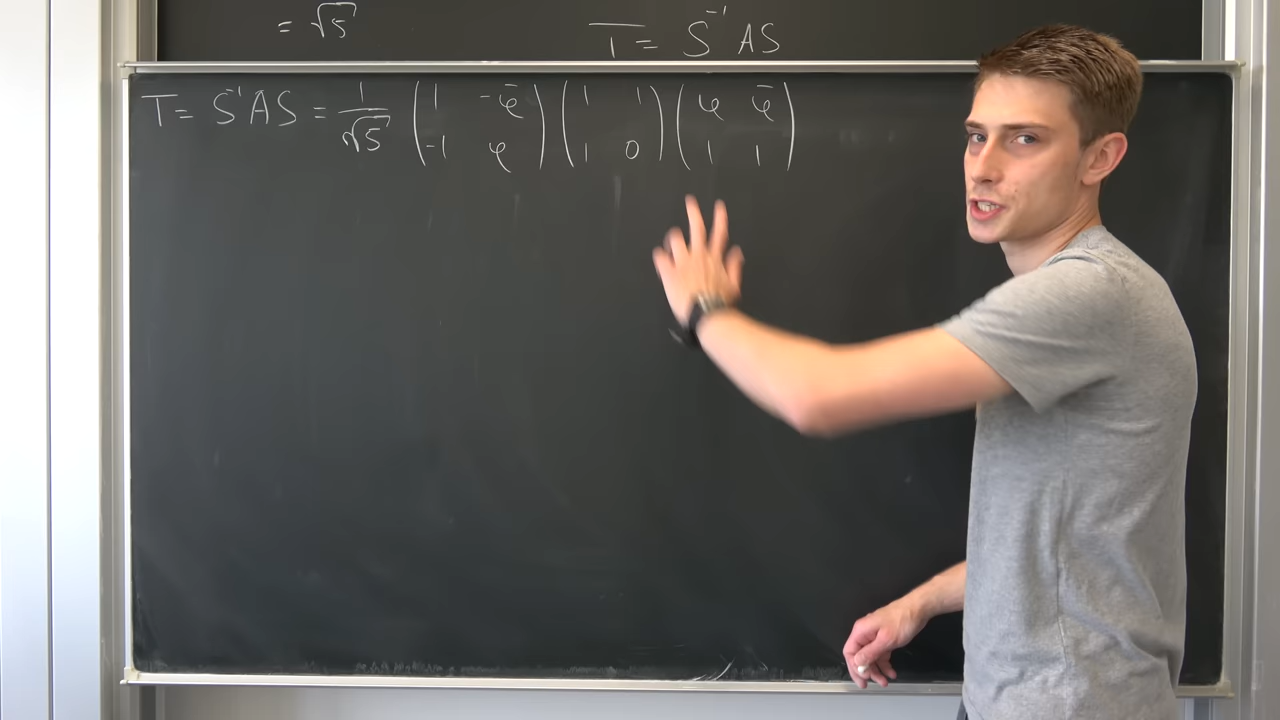 = √5
T = S⁻¹AS
T = S⁻¹AS = 1/√5 (1 -φ̄) (1 1) (φ φ̄)
(-1 φ) (1 0) (1 1)